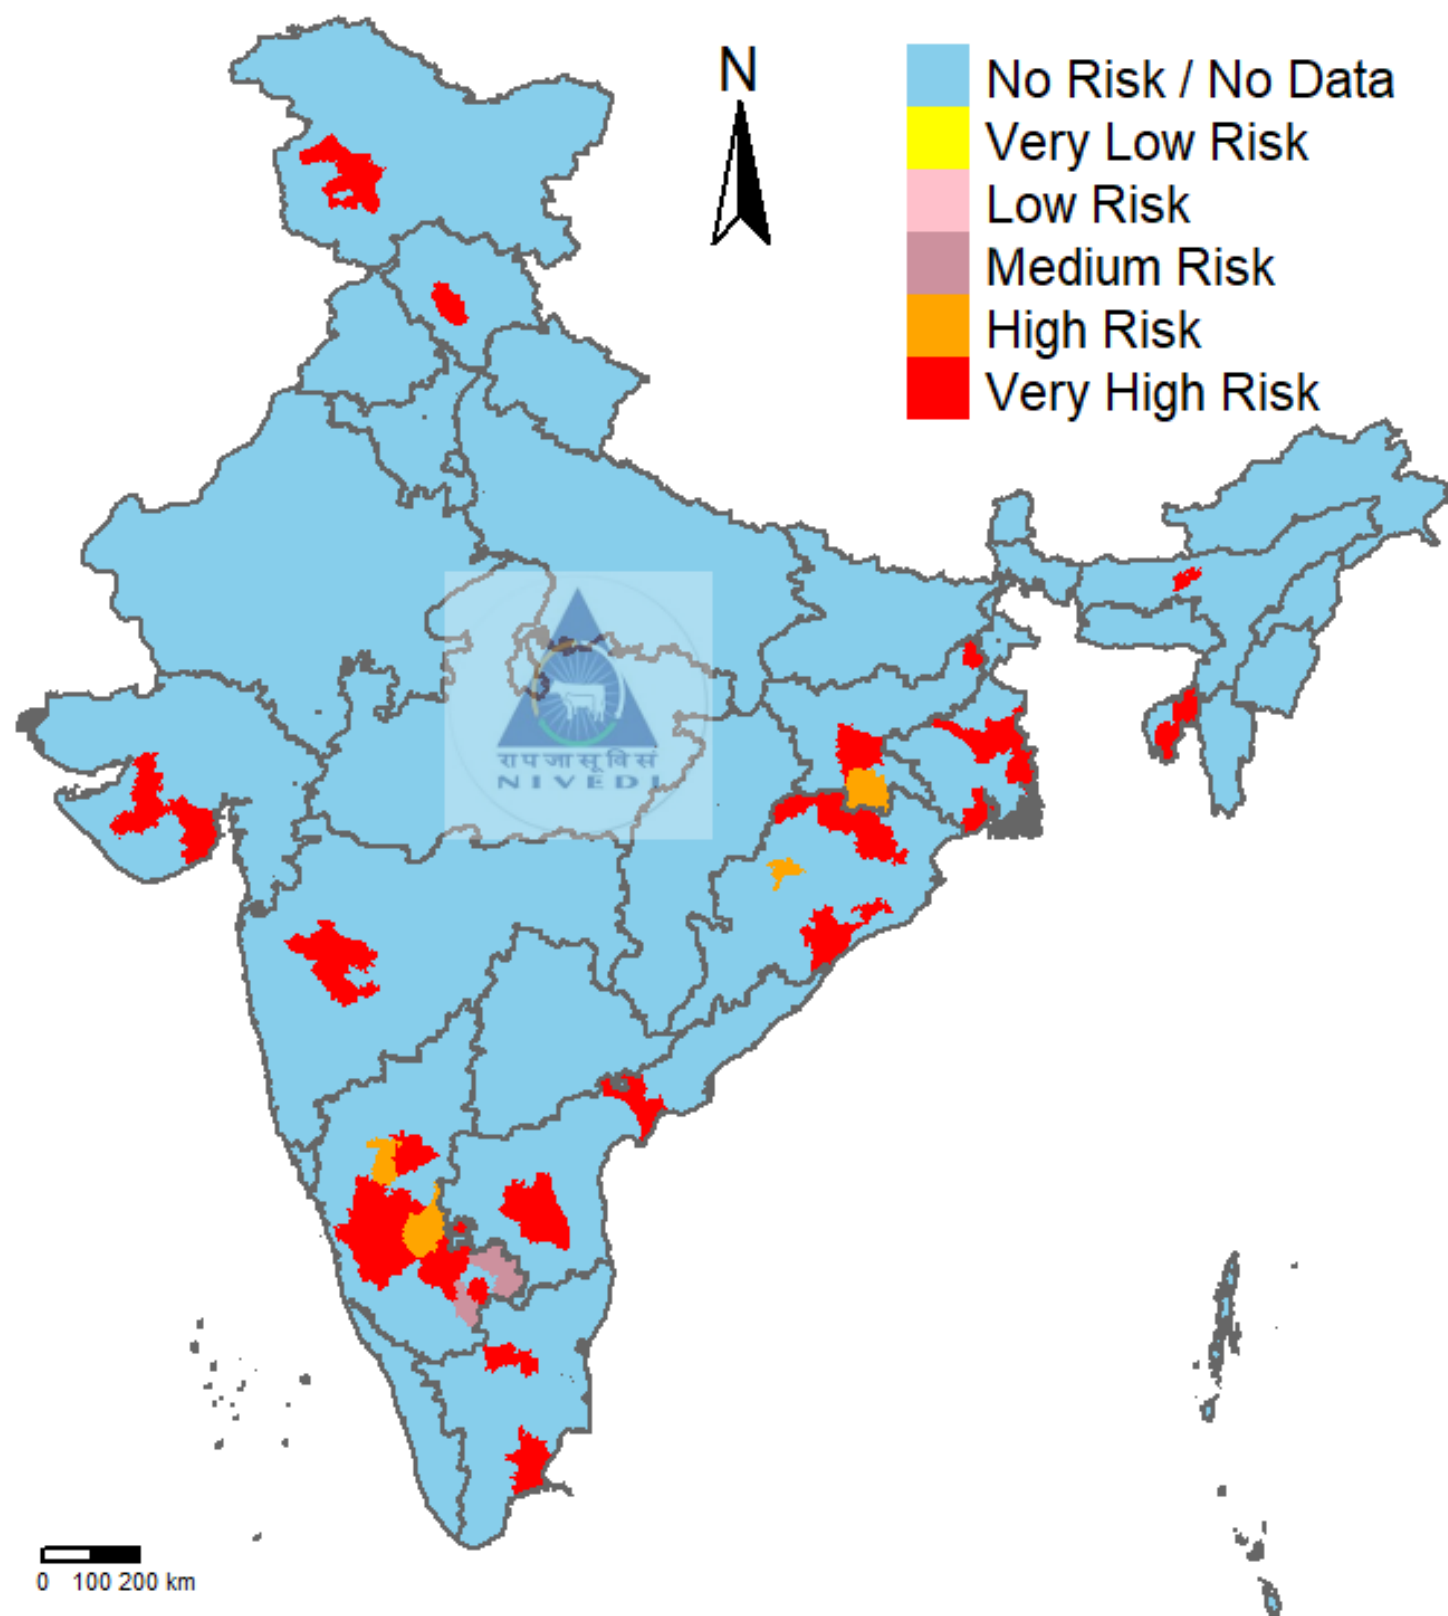 N
No Risk / No Data
Very Low Risk
Low Risk
Medium Risk
High Risk
Very High Risk
रा प जा सू वि सं
NIVEDI
0 100 200 km